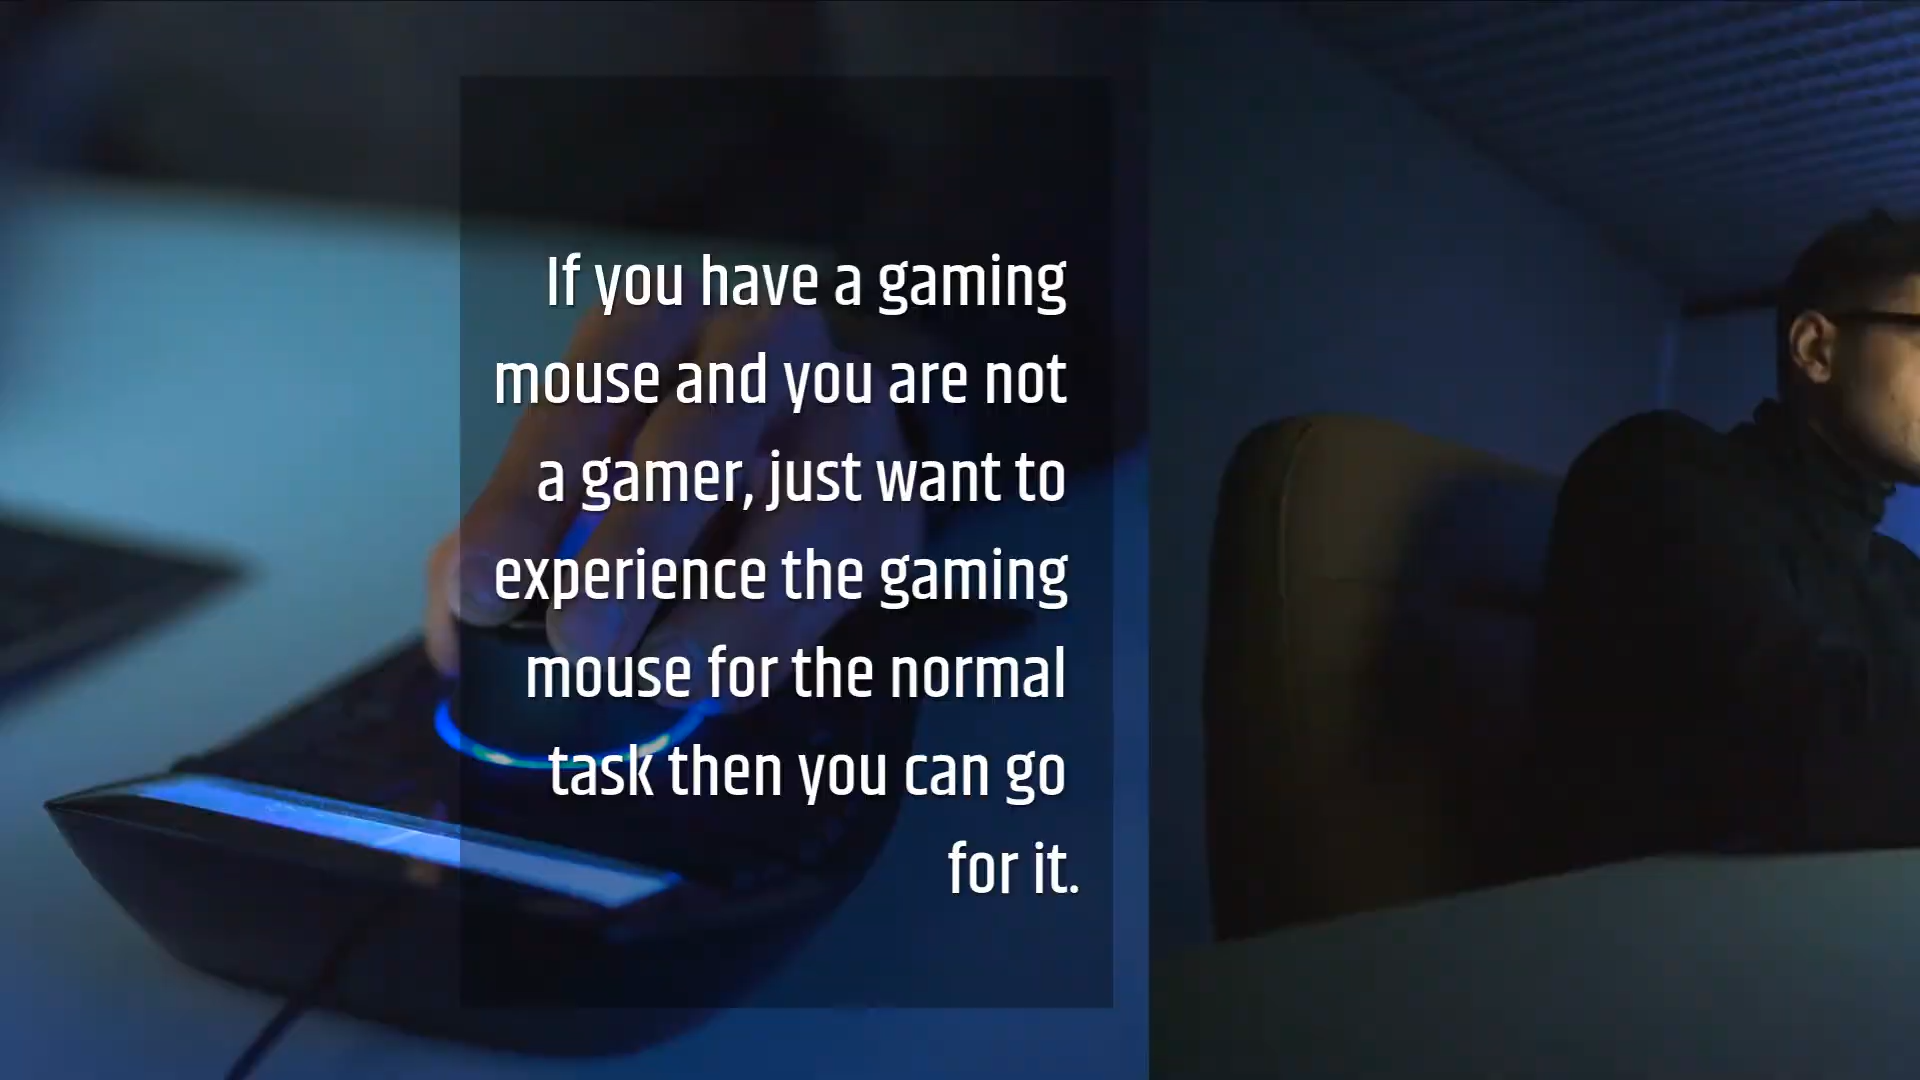 If you have a gaming
mouse and you are not
a gamer, just want to
experience the gaming
mouse for the normal
task then you can go
for it.